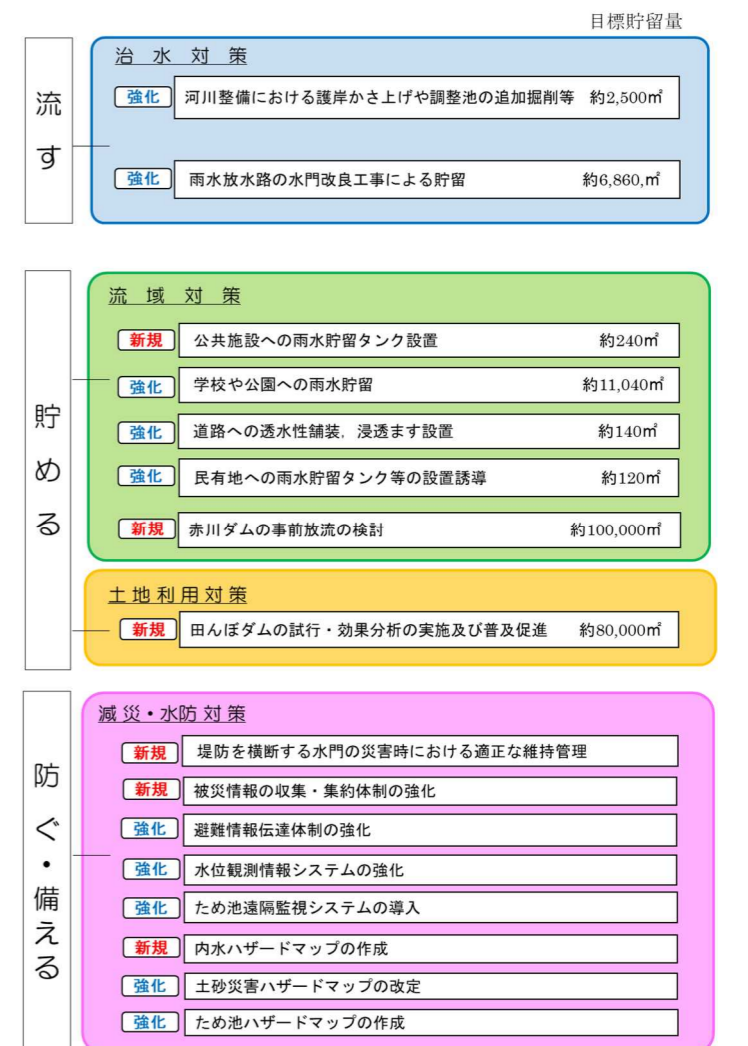 目標貯留量
流す
治水対策
強化 河川整備における護岸かさ上げや調整池の追加掘削等 約2,500㎥
強化 雨水放水路の水門改良工事による貯留 約6,860,㎥
貯める
流域対策
新規 公共施設への雨水貯留タンク設置 約240㎥
強化 学校や公園への雨水貯留 約11,040㎥
強化 道路への透水性舗装,浸透ます設置 約140㎥
強化 民有地への雨水貯留タンク等の設置誘導 約120㎥
新規 赤川ダムの事前放流の検討 約100,000㎥
土地利用対策
新規 田んぼダムの試行・効果分析の実施及び普及促進 約80,000㎥
防ぐ・備える
減災・水防対策
新規 堤防を横断する水門の災害時における適正な維持管理
新規 被災情報の収集・集約体制の強化
強化 避難情報伝達体制の強化
強化 水位観測情報システムの強化
強化 ため池遠隔監視システムの導入
新規 内水ハザードマップの作成
強化 土砂災害ハザードマップの改定
強化 ため池ハザードマップの作成